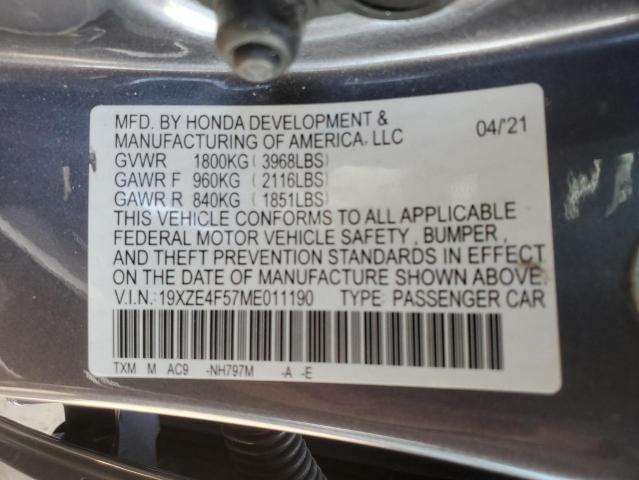 MFD. BY HONDA DEVELOPMENT & 04/'21
MANUFACTURING OF AMERICA, LLC
GVWR 1800KG ( 3968LBS)
GAWR F 960KG ( 2116LBS)
GAWR R 840KG ( 1851LBS)
THIS VEHICLE CONFORMS TO ALL APPLICABLE
FEDERAL MOTOR VEHICLE SAFETY , BUMPER ,
AND THEFT PREVENTION STANDARDS IN EFFECT
ON THE DATE OF MANUFACTURE SHOWN ABOVE.
V.I.N.: 19XZE4F57ME011190 TYPE: PASSENGER CAR
TXM M AC9 -NH797M -A -E